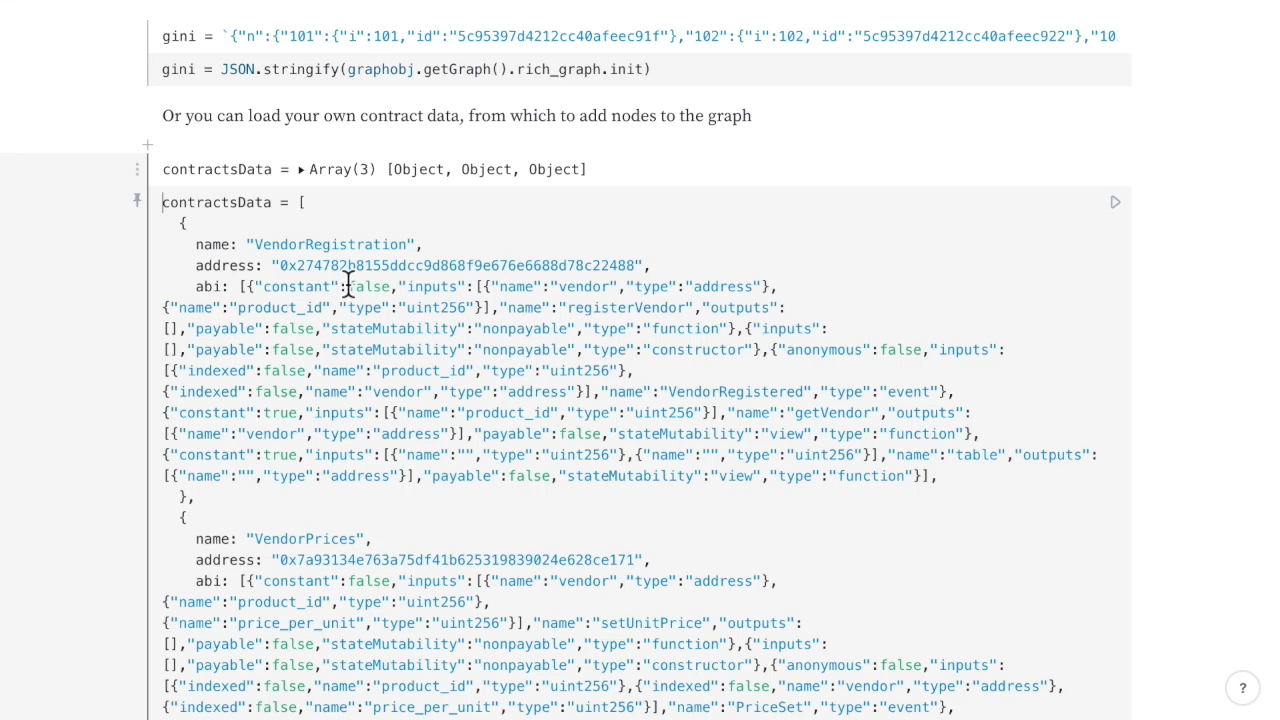 gini = `{"n":{"101":{"i":101,"id":"5c95397d4212cc40afeec91f"},"102":{"i":102,"id":"5c95397d4212cc40afeec922"},"10
gini = JSON.stringify(graphobj.getGraph().rich_graph.init)
Or you can load your own contract data, from which to add nodes to the graph
contractsData = ▸ Array(3) [Object, Object, Object]
contractsData = [
  {
    name: "VendorRegistration",
    address: "0x274782b8155ddcc9d868f9e676e6688d78c22488",
    abi: [{"constant":false,"inputs":[{"name":"vendor","type":"address"},
{"name":"product_id","type":"uint256"}],"name":"registerVendor","outputs":
[],"payable":false,"stateMutability":"nonpayable","type":"function"},{"inputs":
[],"payable":false,"stateMutability":"nonpayable","type":"constructor"},{"anonymous":false,"inputs":
[{"indexed":false,"name":"product_id","type":"uint256"},
{"indexed":false,"name":"vendor","type":"address"}],"name":"VendorRegistered","type":"event"},
{"constant":true,"inputs":[{"name":"product_id","type":"uint256"}],"name":"getVendor","outputs":
[{"name":"vendor","type":"address"}],"payable":false,"stateMutability":"view","type":"function"},
{"constant":true,"inputs":[{"name":"","type":"uint256"},{"name":"","type":"uint256"}],"name":"table","outputs":
[{"name":"","type":"address"}],"payable":false,"stateMutability":"view","type":"function"}],
  },
  {
    name: "VendorPrices",
    address: "0x7a93134e763a75df41b625319839024e628ce171",
    abi: [{"constant":false,"inputs":[{"name":"vendor","type":"address"},
{"name":"product_id","type":"uint256"},
{"name":"price_per_unit","type":"uint256"}],"name":"setUnitPrice","outputs":
[],"payable":false,"stateMutability":"nonpayable","type":"function"},{"inputs":
[],"payable":false,"stateMutability":"nonpayable","type":"constructor"},{"anonymous":false,"inputs":
[{"indexed":false,"name":"product_id","type":"uint256"},{"indexed":false,"name":"vendor","type":"address"},
{"indexed":false,"name":"price_per_unit","type":"uint256"}],"name":"PriceSet","type":"event"},
?